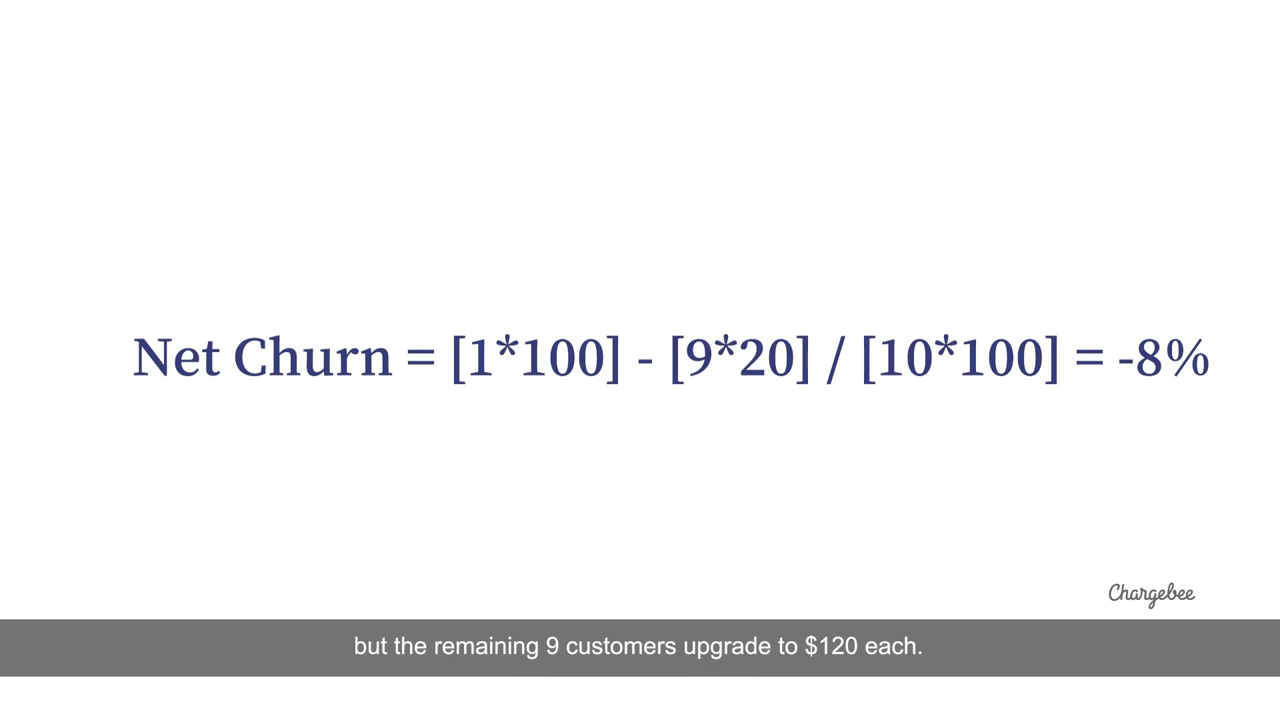 Net Churn = [1*100] - [9*20] / [10*100] = -8%
Chargebee
but the remaining 9 customers upgrade to $120 each.